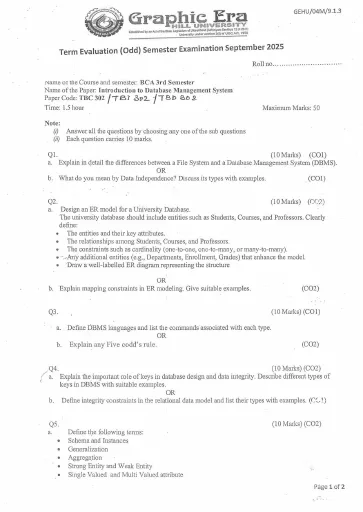 GEHU/04M/9.1.3
Graphic Era
HILL UNIVERSITY
Term Evaluation (Odd) Semester Examination September 2025
Roll no.........................
Name of the Course and semester: BCA 3rd Semester
Name of the Paper: Introduction to Database Management System
Paper Code: TBC 302 / TBI 302 / TBD 302
Time: 1.5 hour Maximum Marks: 50
Note:
(i) Answer all the questions by choosing any one of the sub questions
(ii) Each question carries 10 marks.
Q1. (10 Marks) (CO1)
a. Explain in detail the differences between a File System and a Database Management System (DBMS).
OR
b. What do you mean by Data Independence? Discuss its types with examples. (CO1)
Q2. (10 Marks) (CO2)
a. Design an ER model for a University Database.
The university database should include entities such as Students, Courses, and Professors. Clearly
define:
• The entities and their key attributes.
• The relationships among Students, Courses, and Professors.
• The constraints such as cardinality (one-to-one, one-to-many, or many-to-many).
• Any additional entities (e.g., Departments, Enrollment, Grades) that enhance the model.
• Draw a well-labelled ER diagram representing the structure
OR
b. Explain mapping constraints in ER modeling. Give suitable examples. (CO2)
Q3. (10 Marks) (CO1)
a. Define DBMS languages and list the commands associated with each type.
OR
b. Explain any Five codd's rule. (CO2)
Q4. (10 Marks) (CO2)
a. Explain the important role of keys in database design and data integrity. Describe different types of
keys in DBMS with suitable examples.
OR
b. Define integrity constraints in the relational data model and list their types with examples. (CO1)
Q5. (10 Marks) (CO2)
a. Define the following terms:
• Schema and Instances
• Generalization
• Aggregation
• Strong Entity and Weak Entity
• Single Valued and Multi Valued attribute
Page 1 of 2